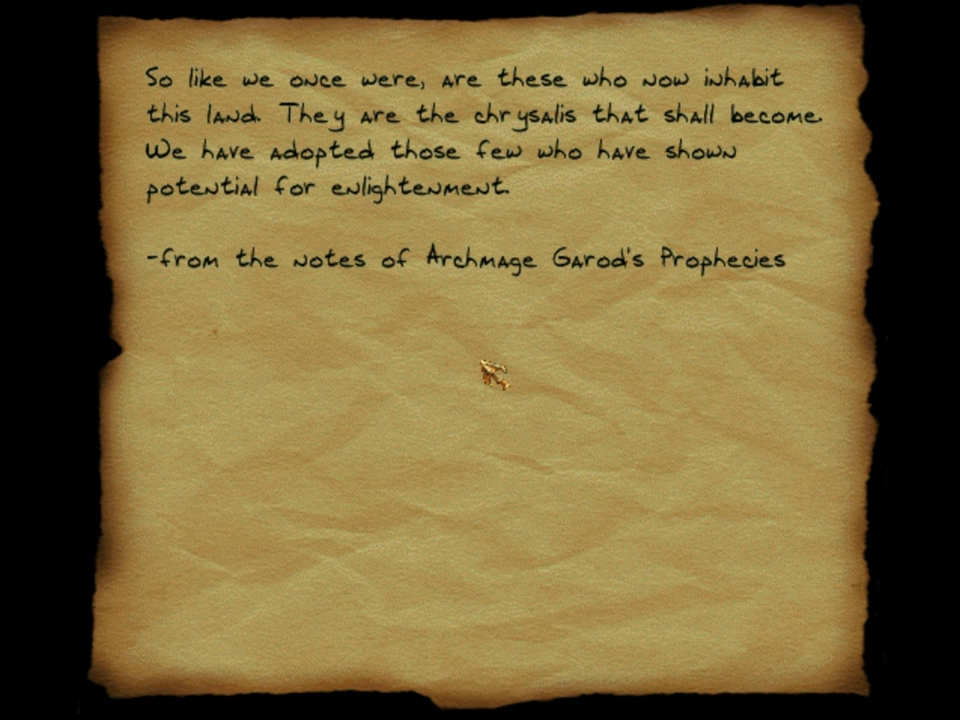 So like we once were, are these who now inhabit
this land. They are the chrysalis that shall become.
We have adopted those few who have shown
potential for enlightenment.
-from the notes of Archmage Garod's Prophecies